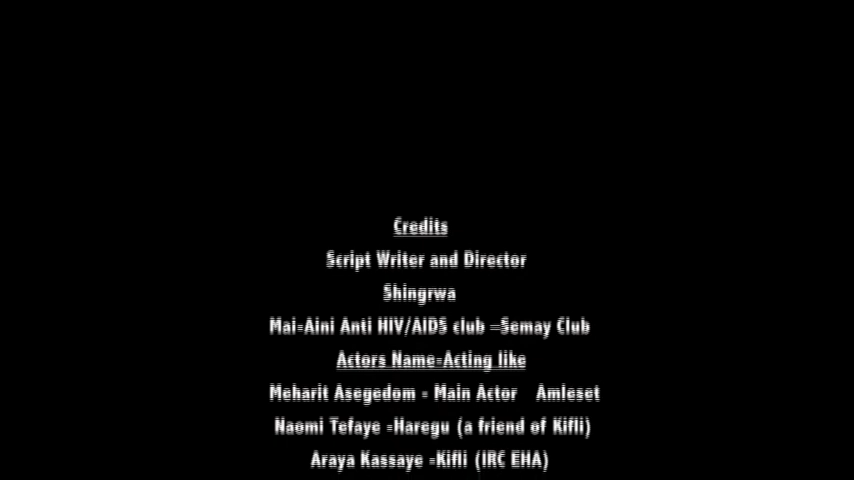 Credits
Script Writer and Director
Shingrwa
Mai-Aini Anti HIV/AIDS club =Semay Club
Actors Name-Acting like
Meharit Asegedom - Main Actor Amleset
Naomi Tefaye -Haregu (a friend of Kifli)
Araya Kassaye -Kifli (IRC EHA)